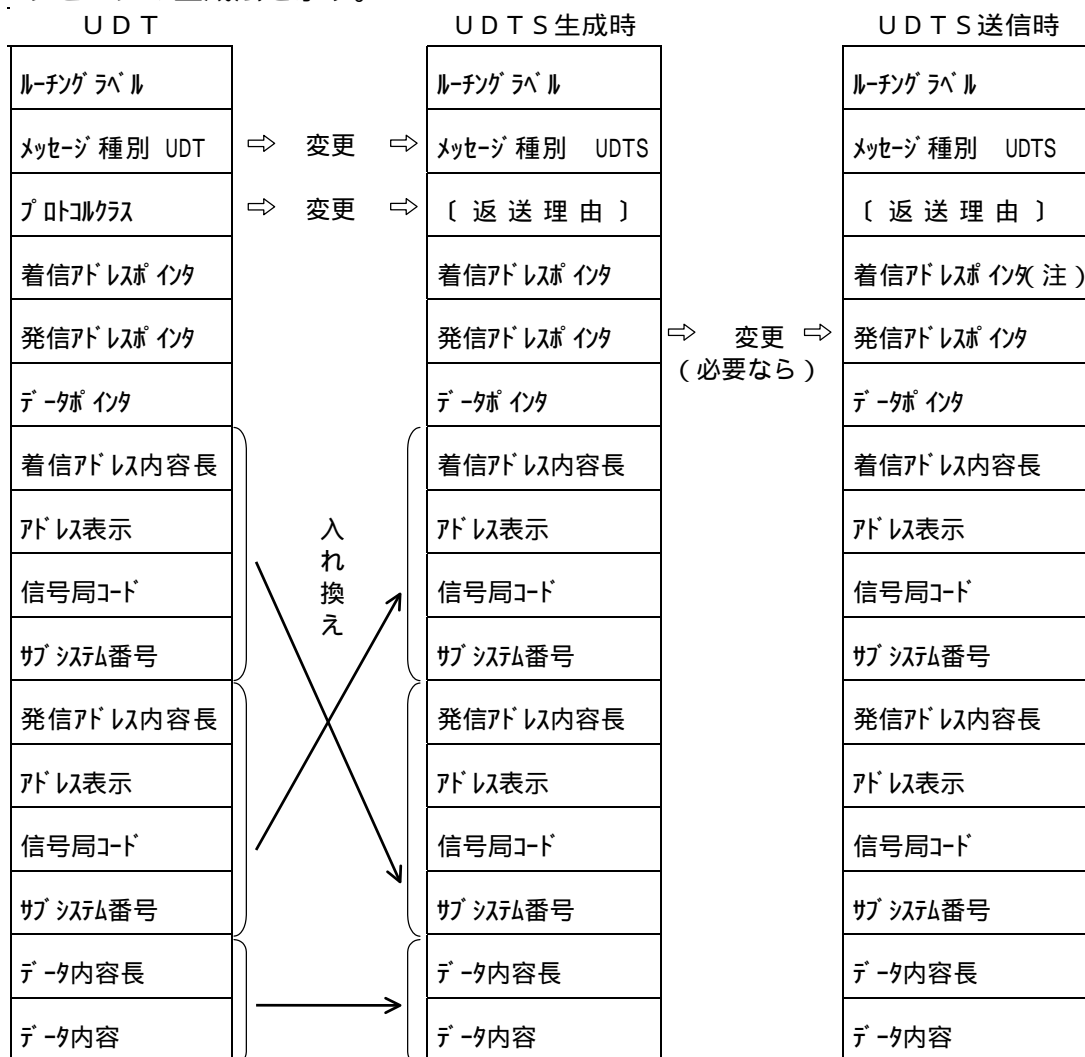 ＵＤＴ ＵＤＴＳ生成時 ＵＤＴＳ送信時
ﾙｰﾁﾝｸﾞﾗﾍﾞﾙ ﾙｰﾁﾝｸﾞﾗﾍﾞﾙ ﾙｰﾁﾝｸﾞﾗﾍﾞﾙ
ﾒｯｾｰｼﾞ種別 UDT ⇨ 変更 ⇨ ﾒｯｾｰｼﾞ種別 UDTS ﾒｯｾｰｼﾞ種別 UDTS
ﾌﾟﾛﾄｺﾙｸﾗｽ ⇨ 変更 ⇨ 〔返送理由〕 〔返送理由〕
着信ｱﾄﾞﾚｽﾎﾟｲﾝﾀ 着信ｱﾄﾞﾚｽﾎﾟｲﾝﾀ 着信ｱﾄﾞﾚｽﾎﾟｲﾝﾀ(注)
発信ｱﾄﾞﾚｽﾎﾟｲﾝﾀ 発信ｱﾄﾞﾚｽﾎﾟｲﾝﾀ ⇨ 変更 ⇨ 発信ｱﾄﾞﾚｽﾎﾟｲﾝﾀ
(必要なら)
ﾃﾞｰﾀﾎﾟｲﾝﾀ ﾃﾞｰﾀﾎﾟｲﾝﾀ ﾃﾞｰﾀﾎﾟｲﾝﾀ
着信ｱﾄﾞﾚｽ内容長 着信ｱﾄﾞﾚｽ内容長 着信ｱﾄﾞﾚｽ内容長
ｱﾄﾞﾚｽ表示 ｱﾄﾞﾚｽ表示 ｱﾄﾞﾚｽ表示
入れ換え
信号局ｺｰﾄﾞ 信号局ｺｰﾄﾞ 信号局ｺｰﾄﾞ
ｻﾌﾞｼｽﾃﾑ番号 ｻﾌﾞｼｽﾃﾑ番号 ｻﾌﾞｼｽﾃﾑ番号
発信ｱﾄﾞﾚｽ内容長 発信ｱﾄﾞﾚｽ内容長 発信ｱﾄﾞﾚｽ内容長
ｱﾄﾞﾚｽ表示 ｱﾄﾞﾚｽ表示 ｱﾄﾞﾚｽ表示
信号局ｺｰﾄﾞ 信号局ｺｰﾄﾞ 信号局ｺｰﾄﾞ
ｻﾌﾞｼｽﾃﾑ番号 ｻﾌﾞｼｽﾃﾑ番号 ｻﾌﾞｼｽﾃﾑ番号
ﾃﾞｰﾀ内容長 ﾃﾞｰﾀ内容長 ﾃﾞｰﾀ内容長
ﾃﾞｰﾀ内容 ﾃﾞｰﾀ内容 ﾃﾞｰﾀ内容